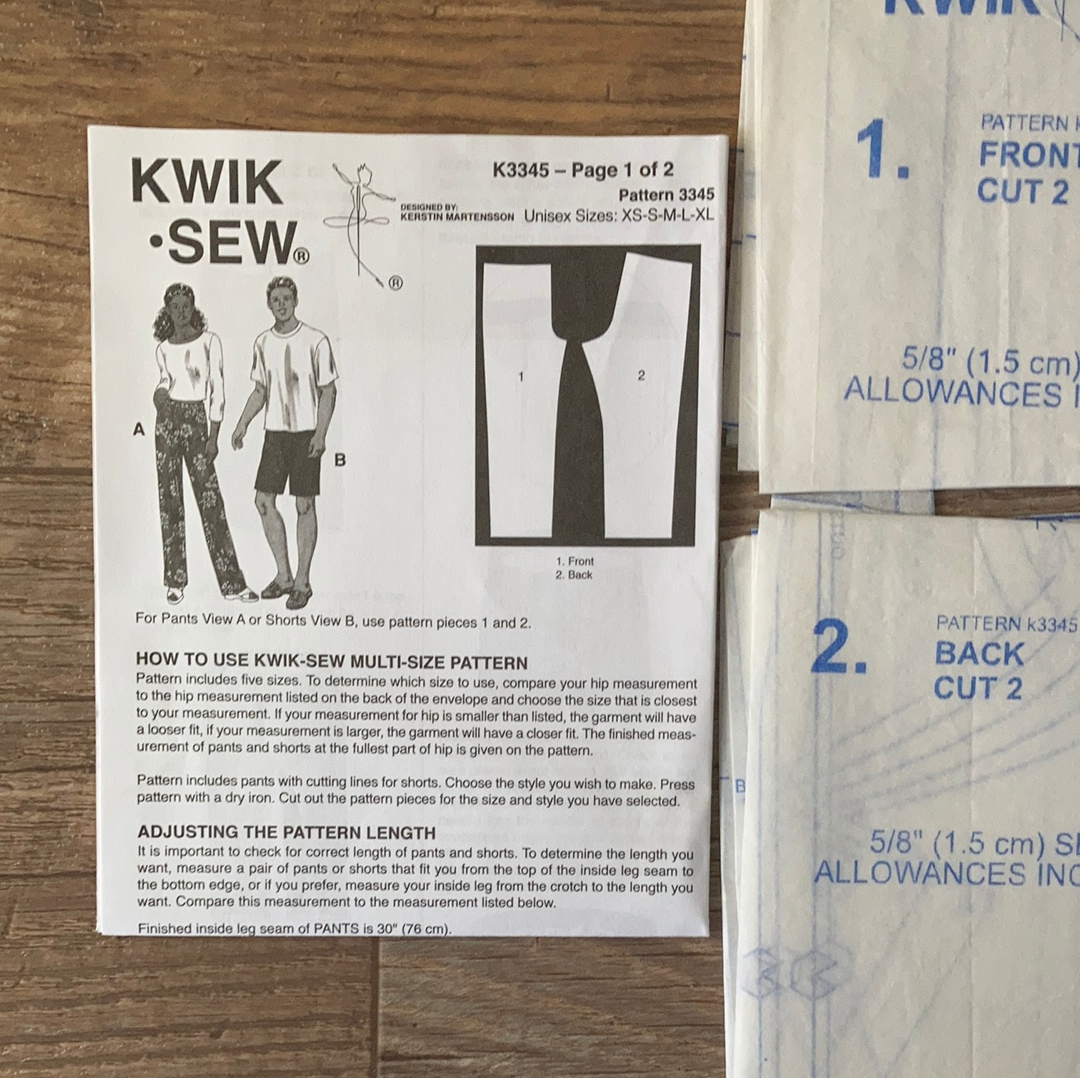 KWIK
•SEW®
DESIGNED BY:
KERSTIN MARTENSSON
®
K3345 – Page 1 of 2
Pattern 3345
Unisex Sizes: XS-S-M-L-XL
A
B
1
2
1. Front
2. Back
For Pants View A or Shorts View B, use pattern pieces 1 and 2.
HOW TO USE KWIK-SEW MULTI-SIZE PATTERN
Pattern includes five sizes. To determine which size to use, compare your hip measurement
to the hip measurement listed on the back of the envelope and choose the size that is closest
to your measurement. If your measurement for hip is smaller than listed, the garment will have
a looser fit, if your measurement is larger, the garment will have a closer fit. The finished meas-
urement of pants and shorts at the fullest part of hip is given on the pattern.
Pattern includes pants with cutting lines for shorts. Choose the style you wish to make. Press
pattern with a dry iron. Cut out the pattern pieces for the size and style you have selected.
ADJUSTING THE PATTERN LENGTH
It is important to check for correct length of pants and shorts. To determine the length you
want, measure a pair of pants or shorts that fit you from the top of the inside leg seam to
the bottom edge, or if you prefer, measure your inside leg from the crotch to the length you
want. Compare this measurement to the measurement listed below.
Finished inside leg seam of PANTS is 30" (76 cm).
KWIK
1.
PATTERN
FRONT
CUT 2
5/8" (1.5 cm)
ALLOWANCES
2.
PATTERN k3345
BACK
CUT 2
5/8" (1.5 cm)
ALLOWANCES
B